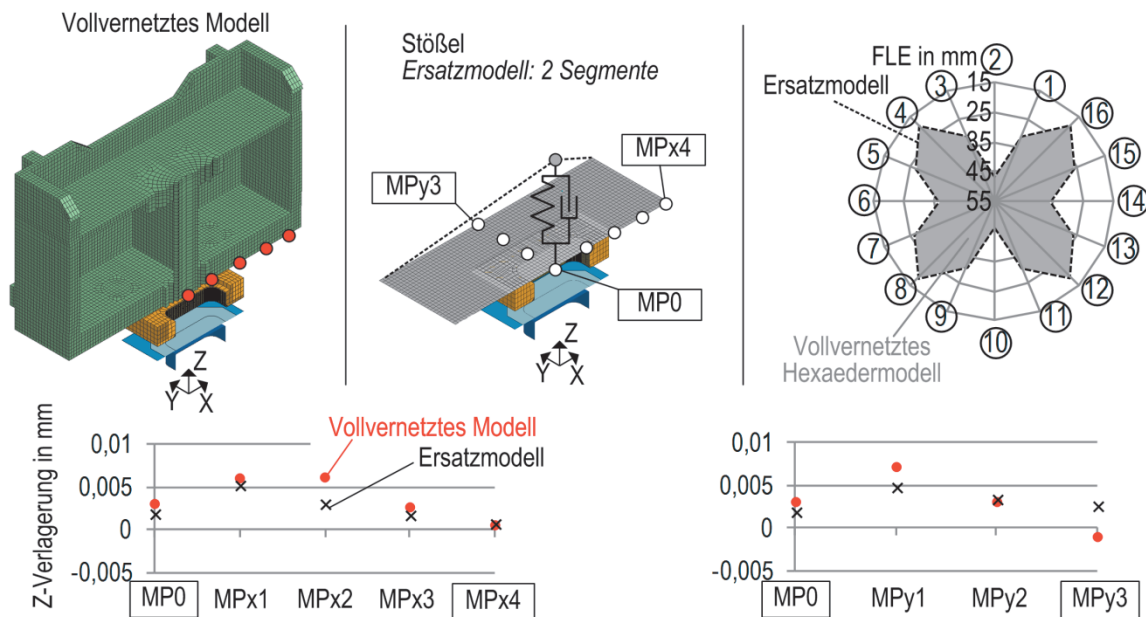 Vollvernetztes Modell
Z
Y
X
Stößel
Ersatzmodell: 2 Segmente
MPy3
MPx4
MP0
Z
Y
X
FLE in mm
Ersatzmodell
15
25
35
45
55
1
2
3
4
5
6
7
8
9
10
11
12
13
14
15
16
Vollvernetztes
Hexaedermodell
Z-Verlagerung in mm
0,01
0,005
0
-0,005
Vollvernetztes Modell
Ersatzmodell
MP0 MPx1 MPx2 MPx3 MPx4
0,01
0,005
0
-0,005
MP0 MPy1 MPy2 MPy3